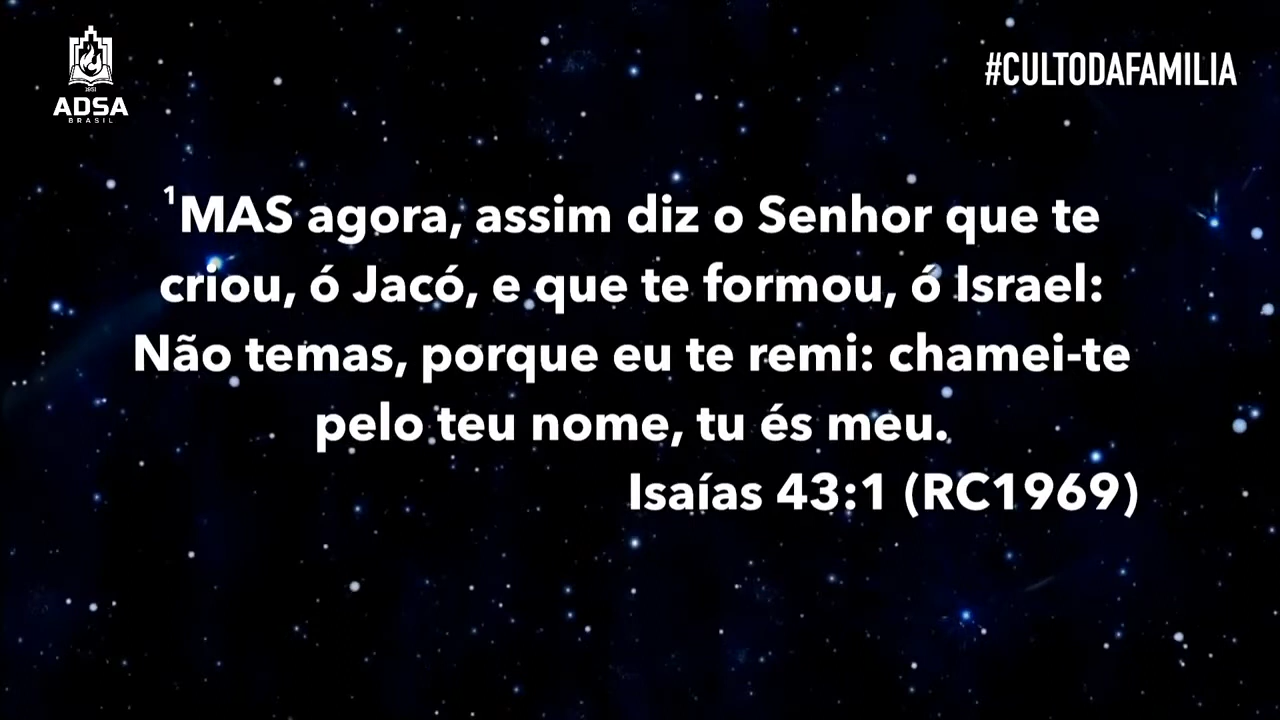 1951
ADSA
BRASIL
#CULTODAFAMILIA
¹MAS agora, assim diz o Senhor que te
criou, ó Jacó, e que te formou, ó Israel:
Não temas, porque eu te remi: chamei-te
pelo teu nome, tu és meu.
Isaías 43:1 (RC1969)